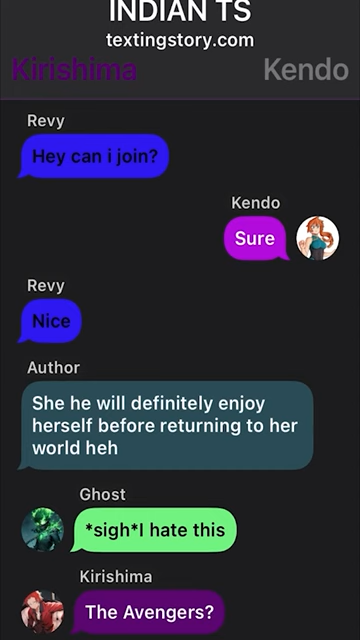 INDIAN TS
textingstory.com
Kirishima Kendo
Revy
Hey can i join?
Kendo
Sure
Revy
Nice
Author
She he will definitely enjoy
herself before returning to her
world heh
Ghost
*sigh*I hate this
Kirishima
The Avengers?